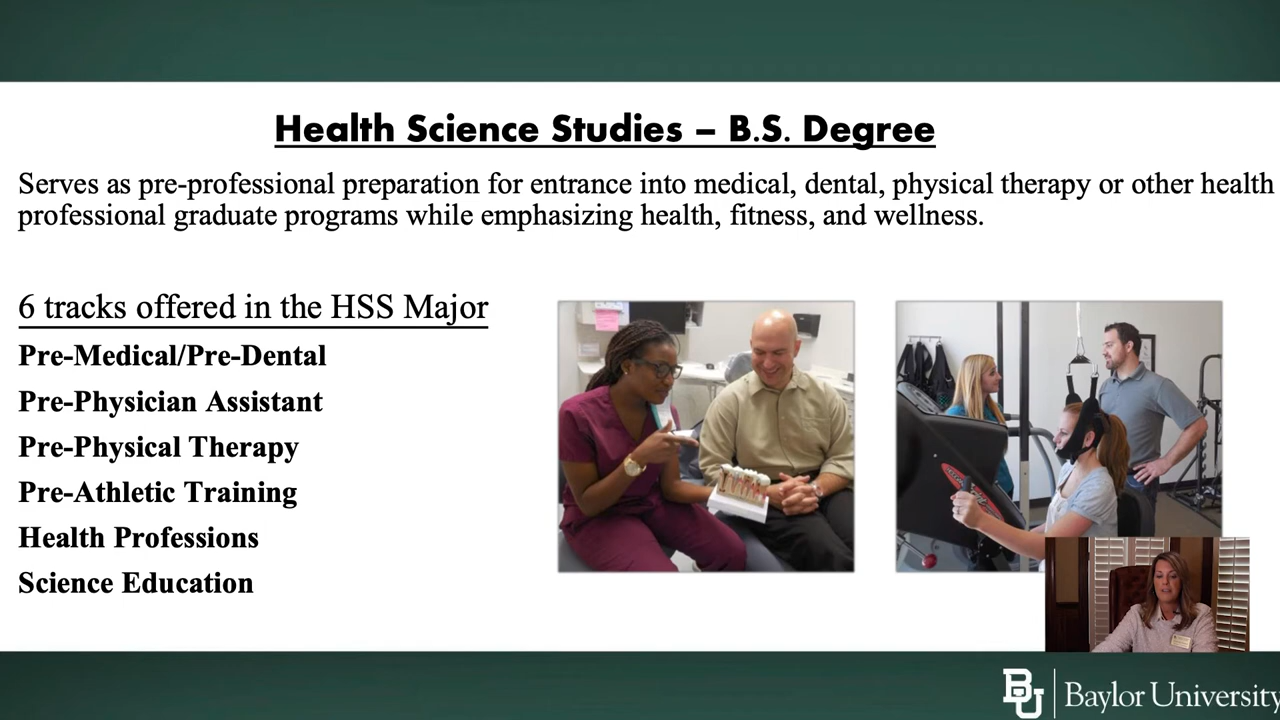 Health Science Studies – B.S. Degree
Serves as pre-professional preparation for entrance into medical, dental, physical therapy or other health
professional graduate programs while emphasizing health, fitness, and wellness.
6 tracks offered in the HSS Major
Pre-Medical/Pre-Dental
Pre-Physician Assistant
Pre-Physical Therapy
Pre-Athletic Training
Health Professions
Science Education
BU Baylor University